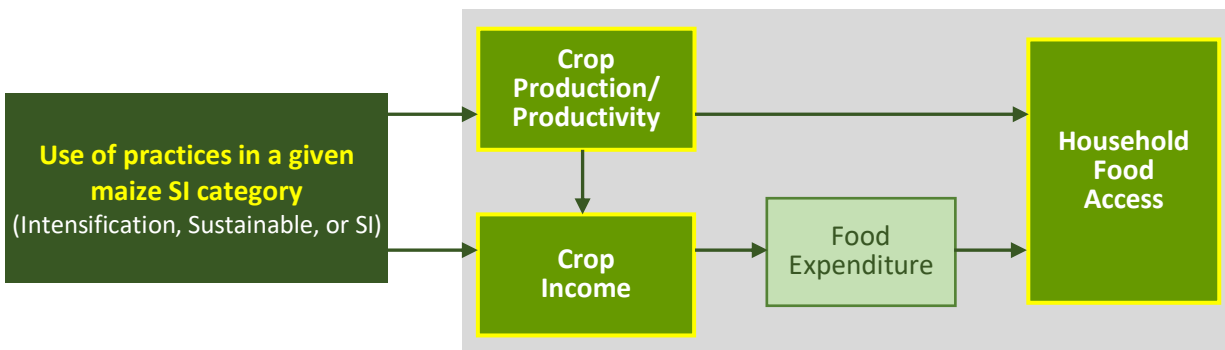 Use of practices in a given
maize SI category
(Intensification, Sustainable, or SI)
Crop
Production/
Productivity
Crop
Income
Food
Expenditure
Household
Food
Access